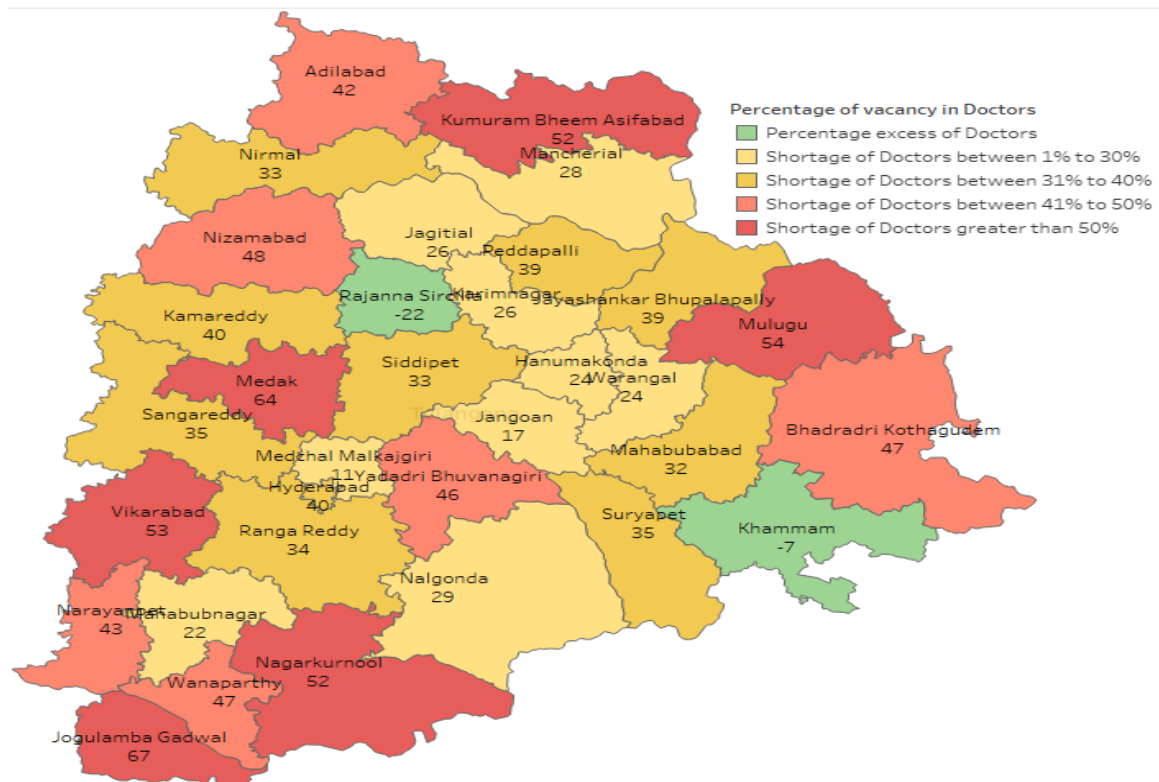 Adilabad
42
Kumuram Bheem Asifabad
52
Percentage of vacancy in Doctors
Percentage excess of Doctors
Shortage of Doctors between 1% to 30%
Shortage of Doctors between 31% to 40%
Shortage of Doctors between 41% to 50%
Shortage of Doctors greater than 50%
Nirmal
33
Mancherial
28
Nizamabad
48
Jagitial
26
Peddapalli
39
Rajanna Sircilla
-22
Karimnagar
26
Jayashankar Bhupalapally
39
Mulugu
54
Kamareddy
40
Siddipet
33
Hanumakonda
24
Warangal
24
Medak
64
Sangareddy
35
Telangana
Jangoan
17
Bhadradri Kothagudem
47
Mahabubabad
32
Medchal Malkajgiri
11
Yadadri Bhuvanagiri
46
Hyderabad
40
Vikarabad
53
Ranga Reddy
34
Suryapet
35
Khammam
-7
Nalgonda
29
Narayanpet
43
Mahabubnagar
22
Nagarkurnool
52
Wanaparthy
47
Jogulamba Gadwal
67